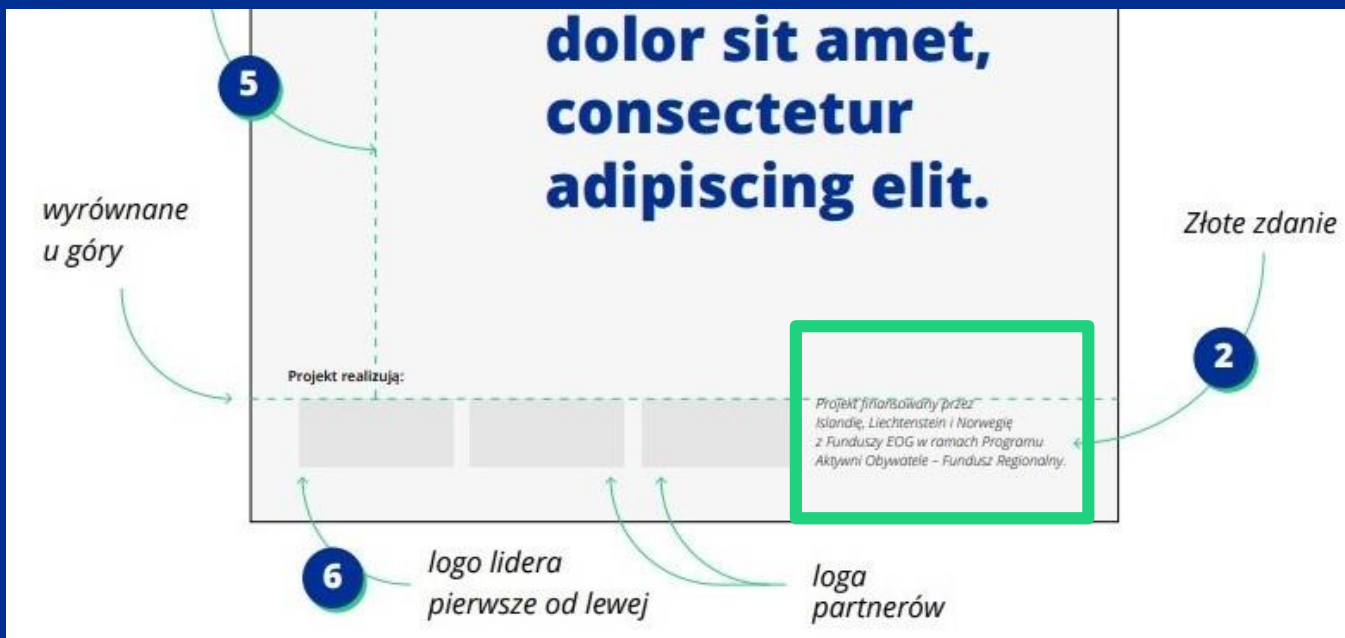 dolor sit amet,
consectetur
adipiscing elit.
5
wyrównane
u góry
Złote zdanie
2
Projekt realizują:
Projekt finansowany przez
Islandię, Liechtenstein i Norwegię
z Funduszy EOG w ramach Programu
Aktywni Obywatele – Fundusz Regionalny.
6
logo lidera
pierwsze od lewej
loga
partnerów